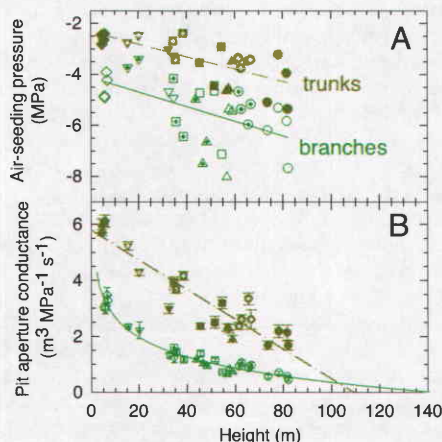 -2
-4
-6
-8
Air-seeding pressure
(MPa)
A
trunks
branches
6
4
2
0
Pit aperture conductance
(m³ MPa⁻¹ s⁻¹)
B
0 20 40 60 80 100 120 140
Height (m)